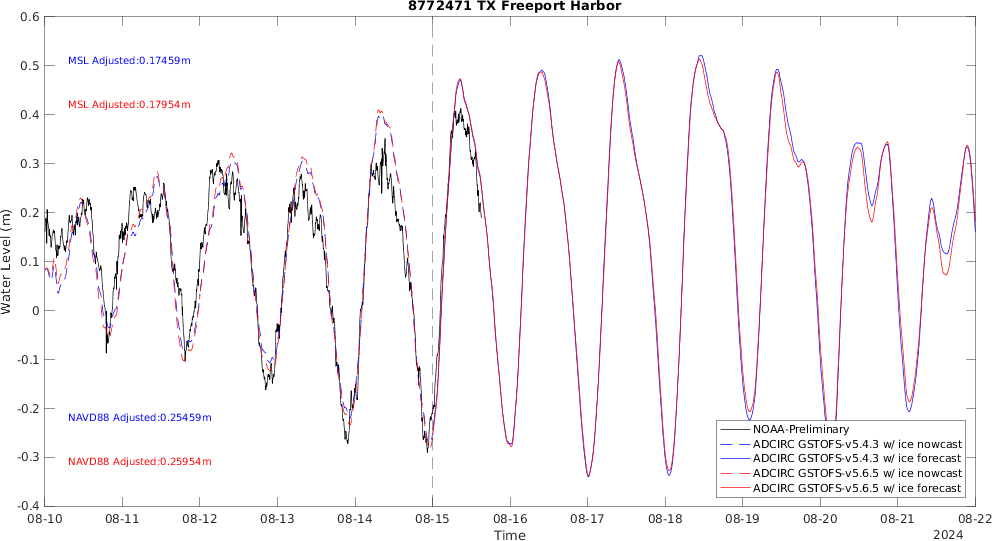 8772471 TX Freeport Harbor
0.6
0.5
0.4
0.3
0.2
0.1
0
-0.1
-0.2
-0.3
-0.4
Water Level (m)
MSL Adjusted:0.17459m
MSL Adjusted:0.17954m
NAVD88 Adjusted:0.25459m
NAVD88 Adjusted:0.25954m
NOAA-Preliminary
ADCIRC GSTOFS-v5.4.3 w/ ice nowcast
ADCIRC GSTOFS-v5.4.3 w/ ice forecast
ADCIRC GSTOFS-v5.6.5 w/ ice nowcast
ADCIRC GSTOFS-v5.6.5 w/ ice forecast
08-10 08-11 08-12 08-13 08-14 08-15 08-16 08-17 08-18 08-19 08-20 08-21 08-22
Time
2024